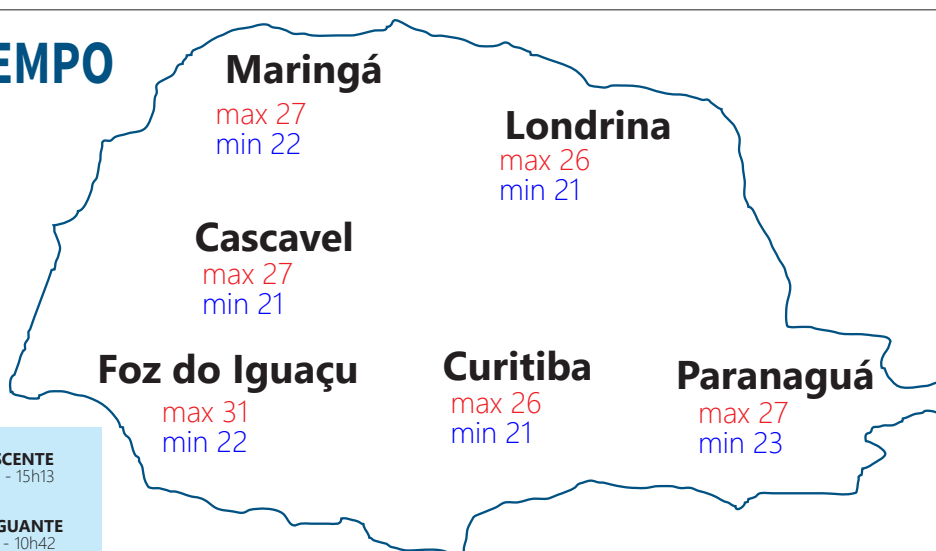 EMPO
Maringá
max 27
min 22
Londrina
max 26
min 21
Cascavel
max 27
min 21
Foz do Iguaçu
max 31
min 22
Curitiba
max 26
min 21
Paranaguá
max 27
min 23
SCENTE
- 15h13
GUANTE
- 10h42